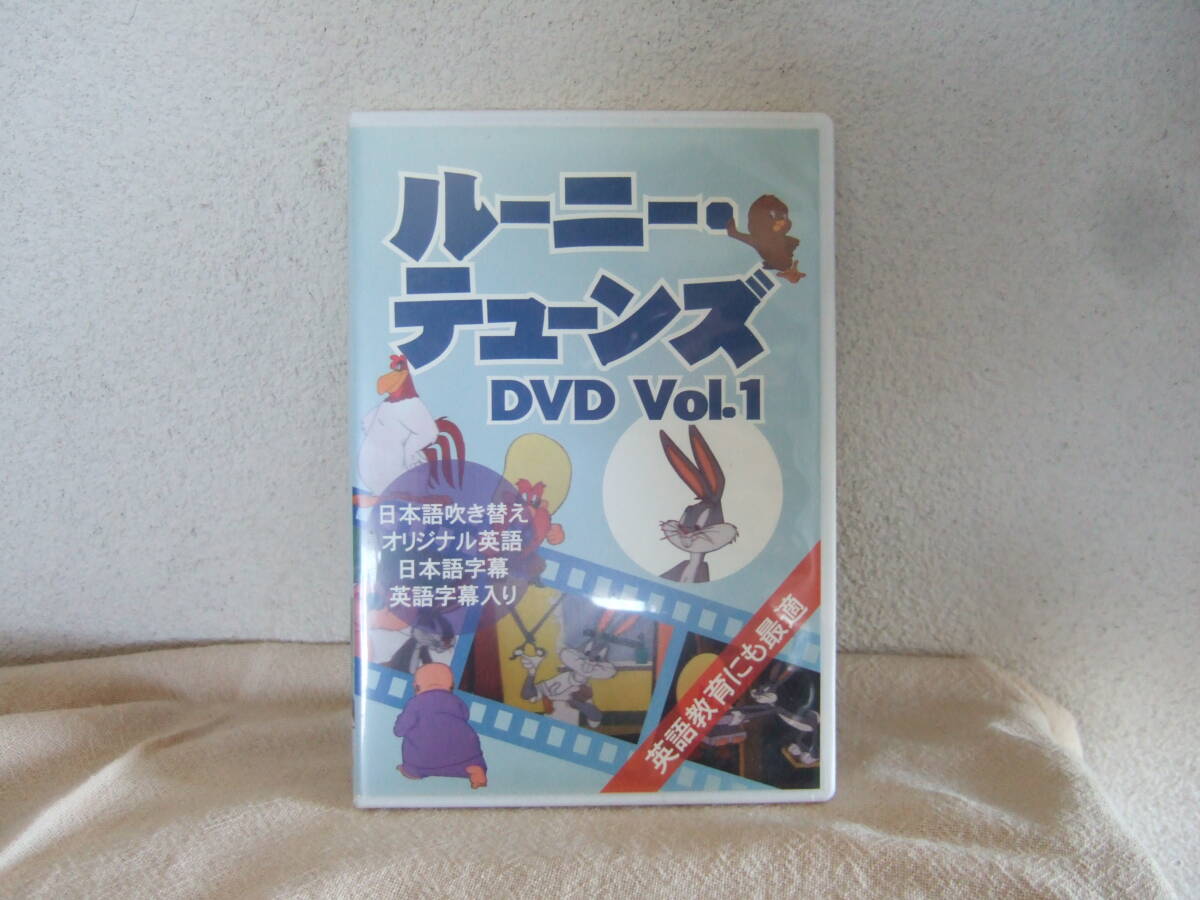 ルーニー・
テューンズ
DVD Vol.1
日本語吹き替え
オリジナル英語
日本語字幕
英語字幕入り
英語教育にも最適